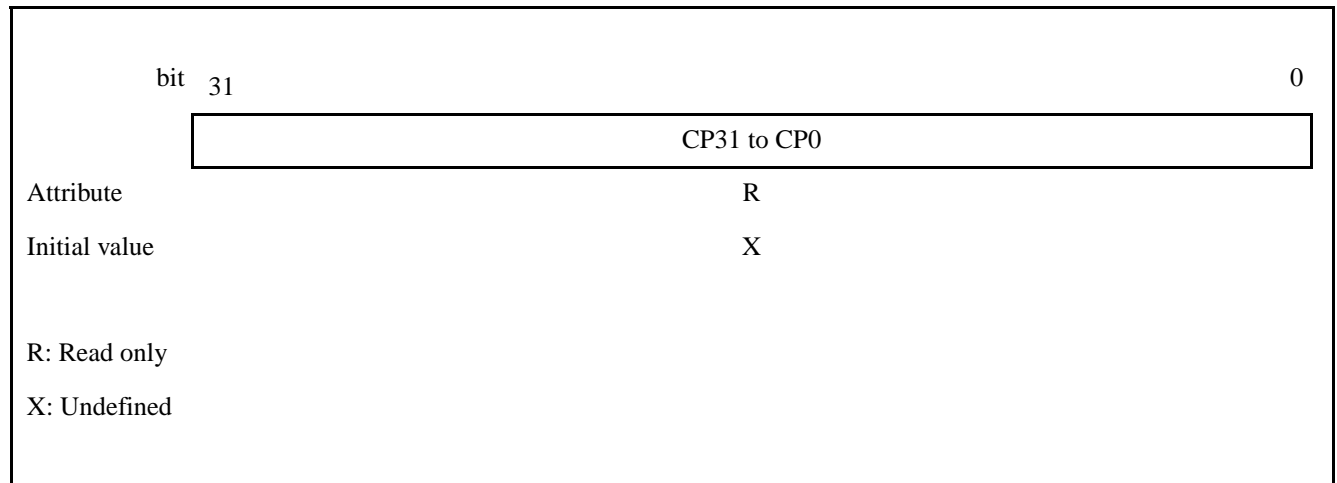 bit 31 0
CP31 to CP0
Attribute R
Initial value X
R: Read only
X: Undefined